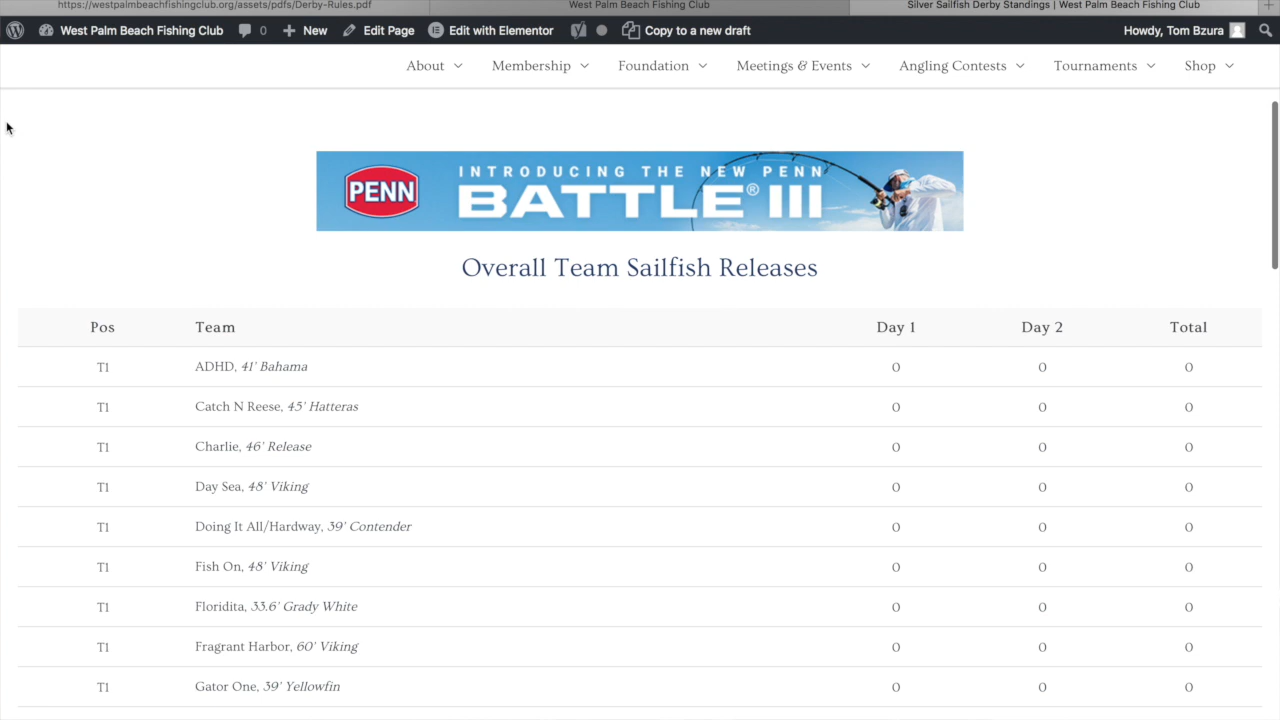 https://westpalmbeachfishingclub.org/assets/pdfs/Derby-Rules.pdf West Palm Beach Fishing Club Silver Sailfish Derby Standings | West Palm Beach Fishing Club +
West Palm Beach Fishing Club 0 + New Edit Page Edit with Elementor Copy to a new draft Howdy, Tom Bzura
About Membership Foundation Meetings & Events Angling Contests Tournaments Shop
PENN INTRODUCING THE NEW PENN
BATTLE® III
Overall Team Sailfish Releases
Pos Team Day 1 Day 2 Total
T1 ADHD, 41' Bahama 0 0 0
T1 Catch N Reese, 45' Hatteras 0 0 0
T1 Charlie, 46' Release 0 0 0
T1 Day Sea, 48' Viking 0 0 0
T1 Doing It All/Hardway, 39' Contender 0 0 0
T1 Fish On, 48' Viking 0 0 0
T1 Floridita, 33.6' Grady White 0 0 0
T1 Fragrant Harbor, 60' Viking 0 0 0
T1 Gator One, 39' Yellowfin 0 0 0